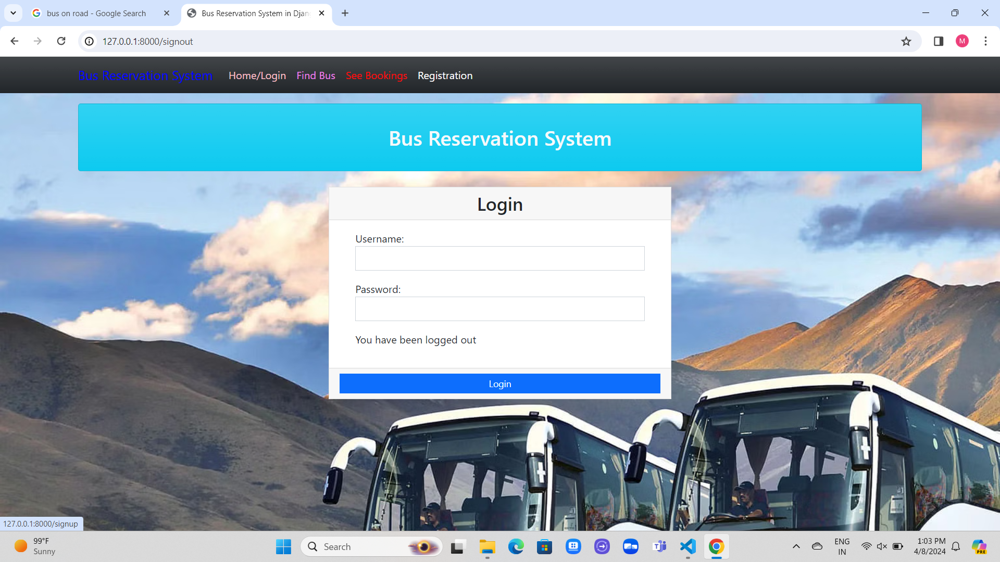 bus on road - Google Search
Bus Reservation System in Djan
127.0.0.1:8000/signout
M
Bus Reservation System Home/Login Find Bus See Bookings Registration
Bus Reservation System
Login
Username:
Password:
You have been logged out
Login
127.0.0.1:8000/signup
99°F
Sunny
Search
ENG
IN
1:03 PM
4/8/2024
PRE